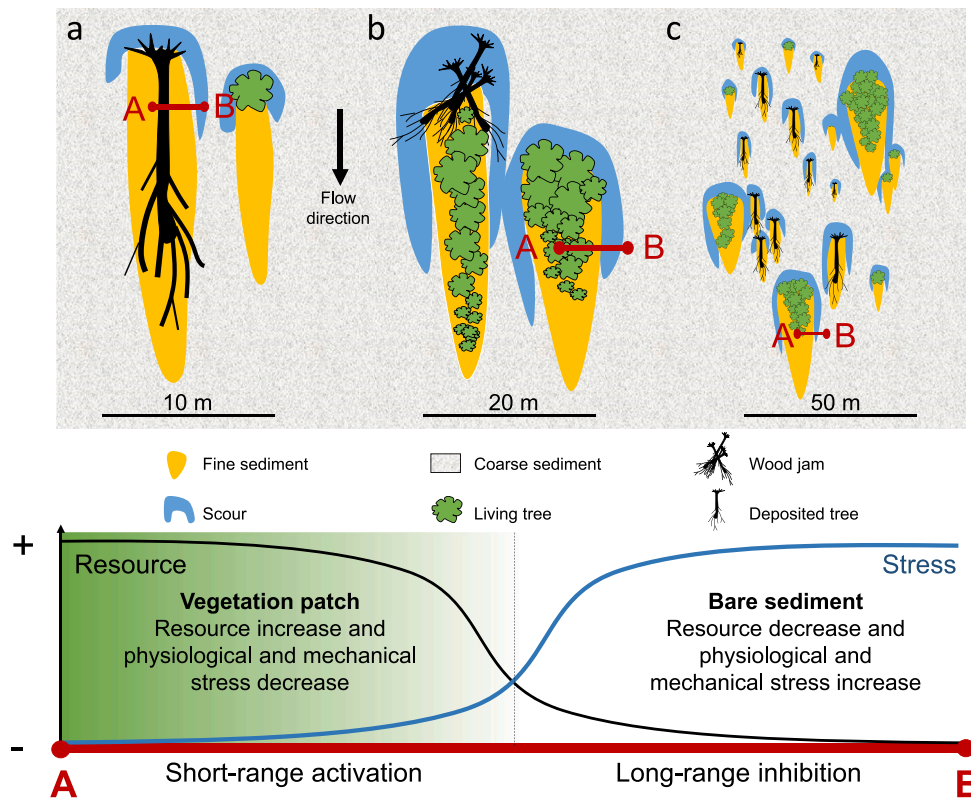 a
b
c
A
B
A
B
A
B
Flow
direction
10 m
20 m
50 m
Fine sediment
Coarse sediment
Wood jam
Scour
Living tree
Deposited tree
+
Resource
Stress
Vegetation patch
Resource increase and
physiological and mechanical
stress decrease
Bare sediment
Resource decrease and
physiological and
mechanical stress increase
-
A
B
Short-range activation
Long-range inhibition